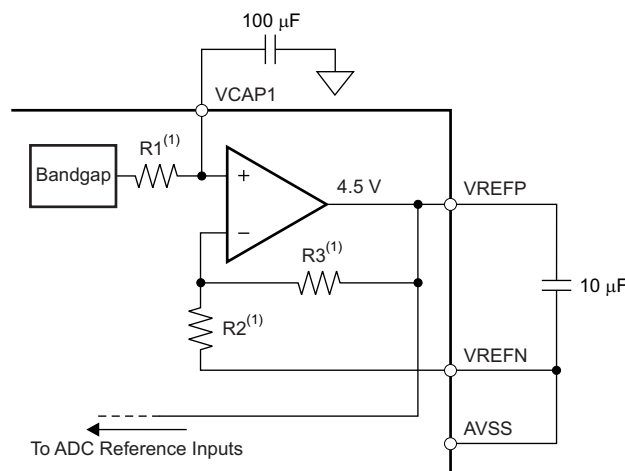 100 μF
VCAP1
R1(1)
Bandgap
+
4.5 V
VREFP
−
R3(1)
10 μF
R2(1)
VREFN
AVSS
To ADC Reference Inputs